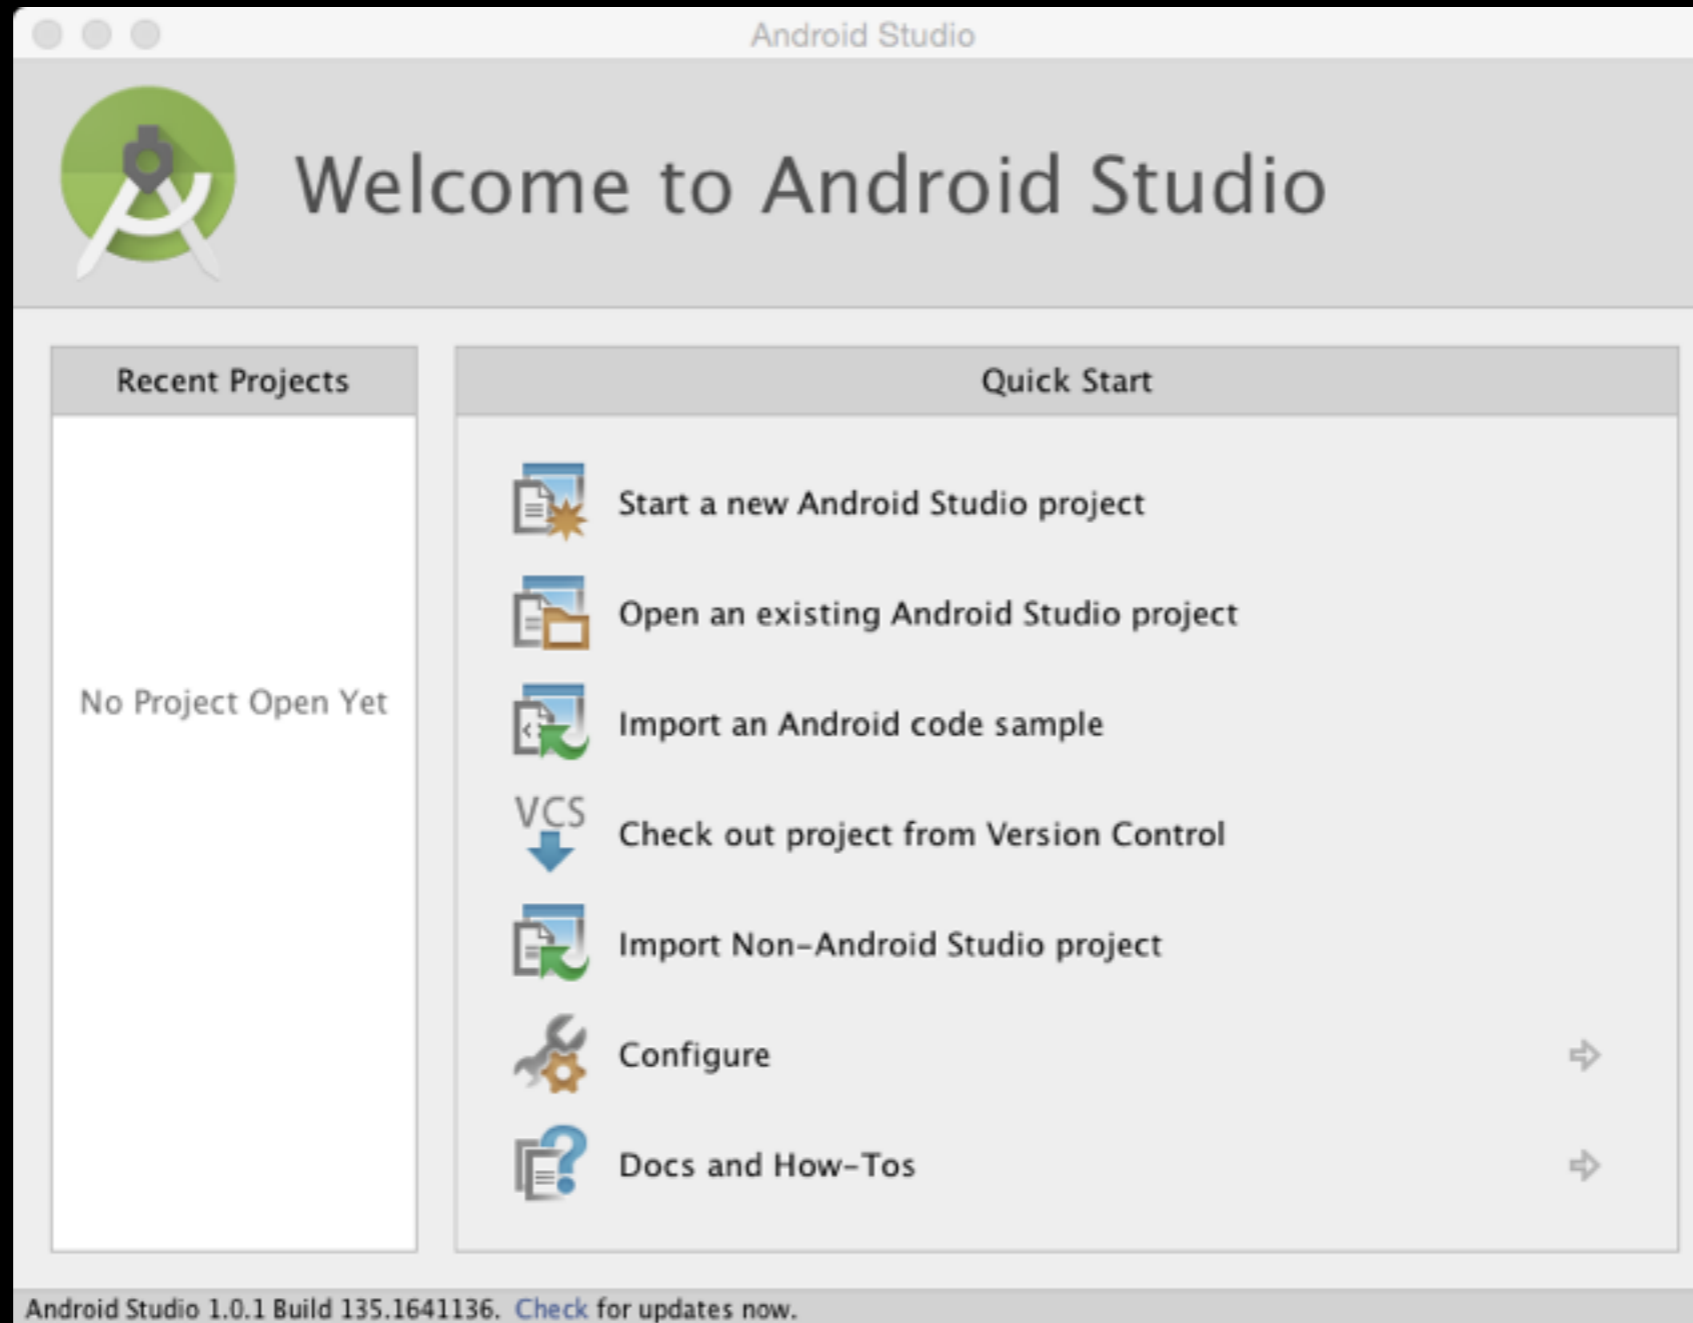 Android Studio
Welcome to Android Studio
Recent Projects
No Project Open Yet
Quick Start
Start a new Android Studio project
Open an existing Android Studio project
Import an Android code sample
VCS
Check out project from Version Control
Import Non-Android Studio project
Configure
Docs and How-Tos
Android Studio 1.0.1 Build 135.1641136. Check for updates now.